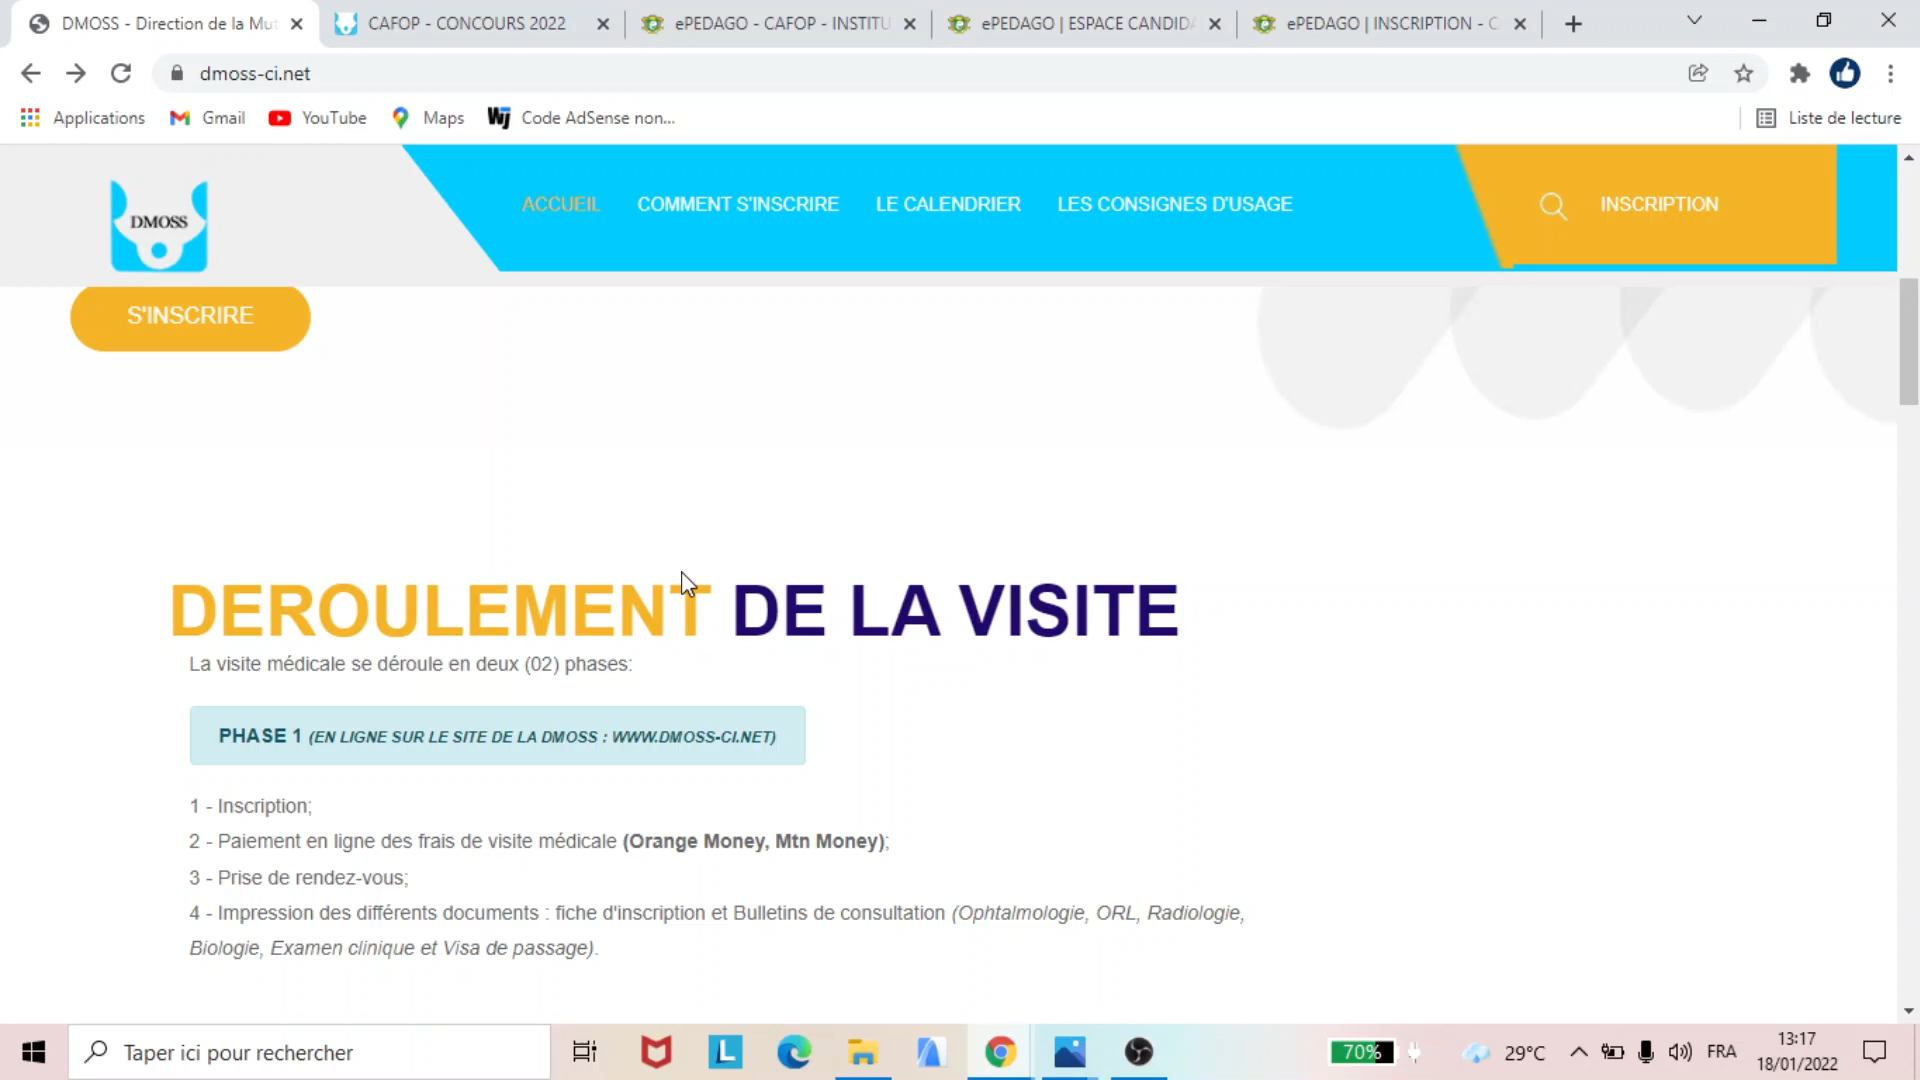 DMOSS - Direction de la Mut
CAFOP - CONCOURS 2022
ePEDAGO - CAFOP - INSTITU
ePEDAGO | ESPACE CANDIDA
ePEDAGO | INSCRIPTION - C
dmoss-ci.net
Applications
Gmail
YouTube
Maps
Code AdSense non...
Liste de lecture
DMOSS
ACCUEIL
COMMENT S'INSCRIRE
LE CALENDRIER
LES CONSIGNES D'USAGE
INSCRIPTION
S'INSCRIRE
DEROULEMENT DE LA VISITE
La visite médicale se déroule en deux (02) phases:
PHASE 1 (EN LIGNE SUR LE SITE DE LA DMOSS : WWW.DMOSS-CI.NET)
1 - Inscription;
2 - Paiement en ligne des frais de visite médicale (Orange Money, Mtn Money);
3 - Prise de rendez-vous;
4 - Impression des différents documents : fiche d'inscription et Bulletins de consultation (Ophtalmologie, ORL, Radiologie,
Biologie, Examen clinique et Visa de passage).
Taper ici pour rechercher
L
70%
29°C
FRA
13:17
18/01/2022